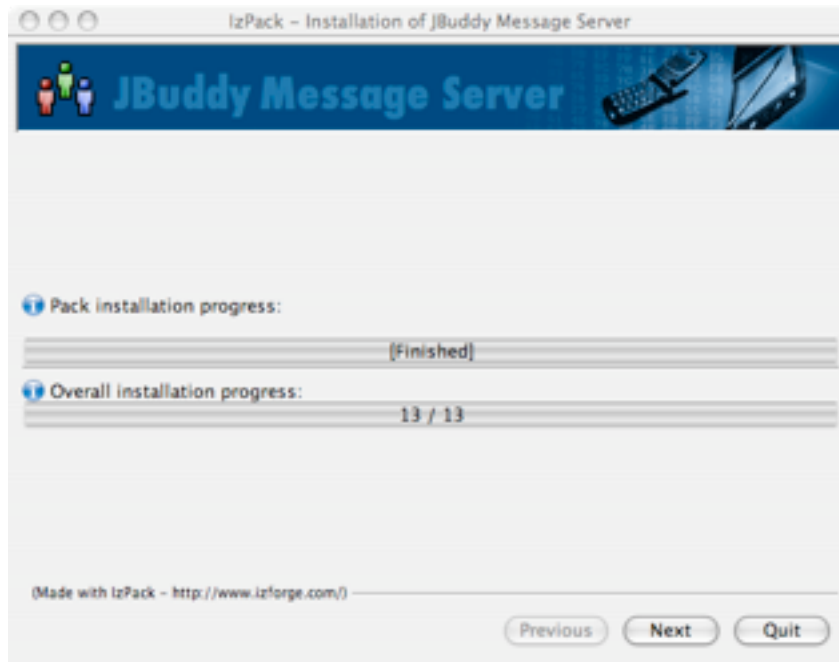 IzPack – Installation of JBuddy Message Server
JBuddy Message Server
Pack installation progress:
[Finished]
Overall installation progress:
13 / 13
(Made with IzPack – http://www.izforge.com/)
Previous Next Quit